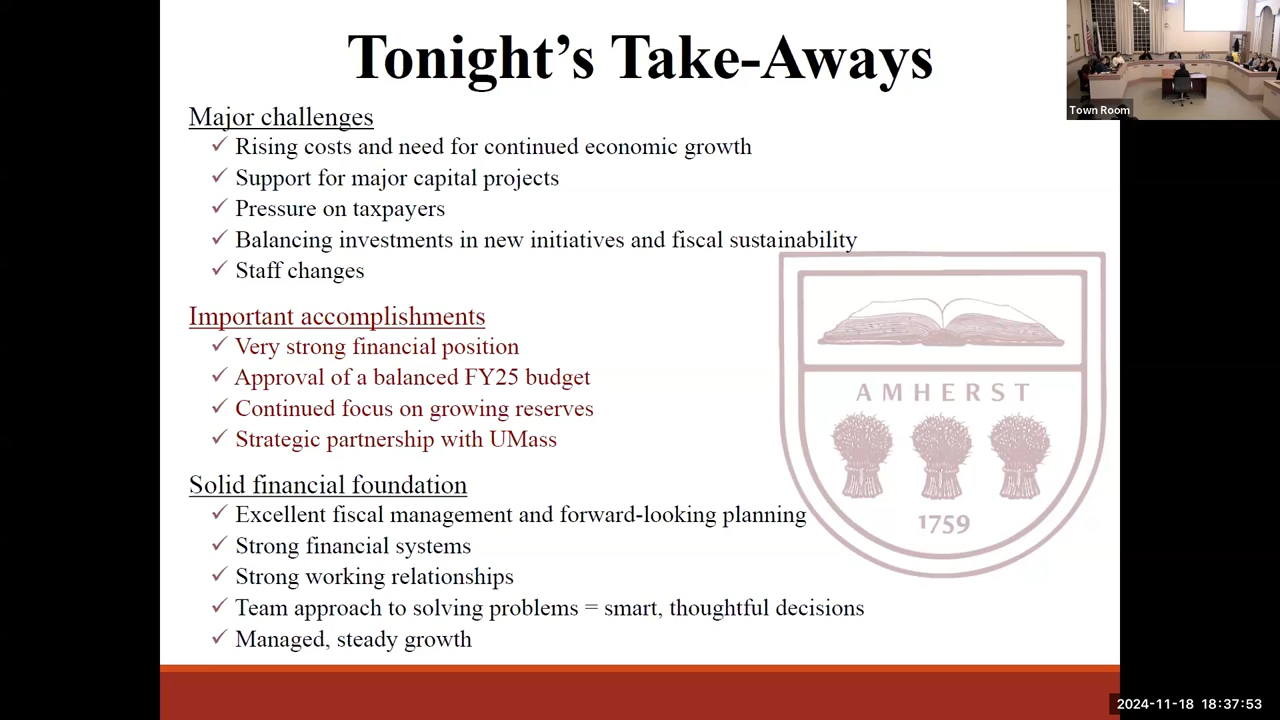 Tonight’s Take-Aways
Town Room
Major challenges
✓ Rising costs and need for continued economic growth
✓ Support for major capital projects
✓ Pressure on taxpayers
✓ Balancing investments in new initiatives and fiscal sustainability
✓ Staff changes
Important accomplishments
✓ Very strong financial position
✓ Approval of a balanced FY25 budget
✓ Continued focus on growing reserves
✓ Strategic partnership with UMass
AMHERST
1759
Solid financial foundation
✓ Excellent fiscal management and forward-looking planning
✓ Strong financial systems
✓ Strong working relationships
✓ Team approach to solving problems = smart, thoughtful decisions
✓ Managed, steady growth
2024-11-18 18:37:53